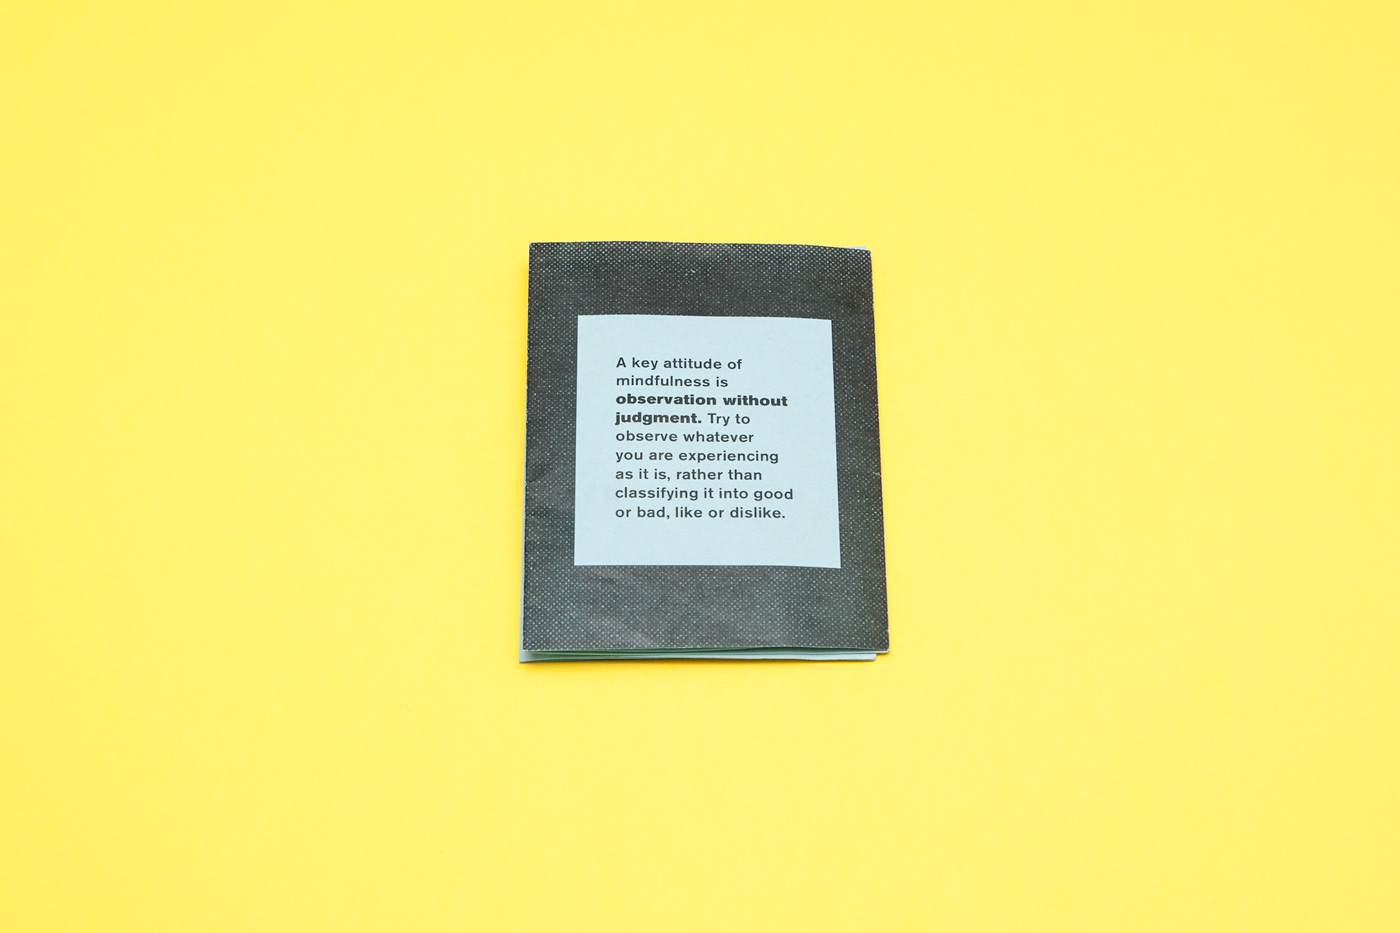 A key attitude of
mindfulness is
observation without
judgment. Try to
observe whatever
you are experiencing
as it is, rather than
classifying it into good
or bad, like or dislike.